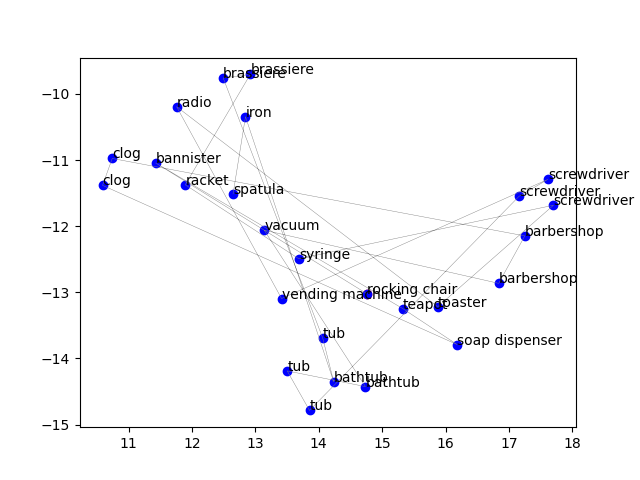 brassiere
brassiere
−10
radio
iron
−11
clog
bannister
clog
racket
spatula
screwdriver
screwdriver
screwdriver
−12
vacuum
barbershop
syringe
barbershop
−13
vending machine
rocking chair
teapot
toaster
tub
soap dispenser
−14
tub
bathtub
bathtub
tub
−15
11 12 13 14 15 16 17 18